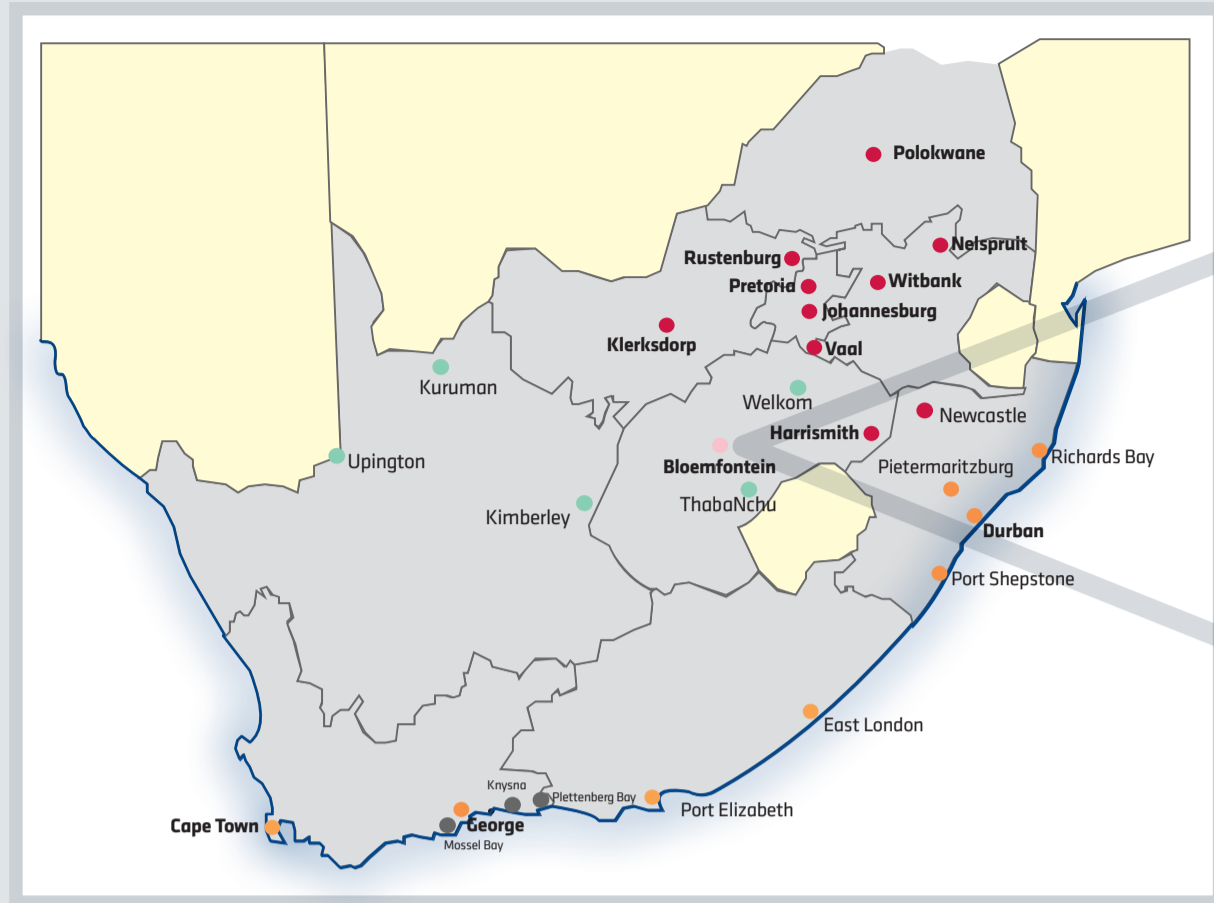 Polokwane
Nelspruit
Rustenburg
Witbank
Pretoria
Johannesburg
Klerksdorp
Vaal
Kuruman
Welkom
Newcastle
Harrismith
Richards Bay
Upington
Bloemfontein
Pietermaritzburg
ThabaNchu
Kimberley
Durban
Port Shepstone
East London
Knysna
Plettenberg Bay
Port Elizabeth
Cape Town
George
Mossel Bay